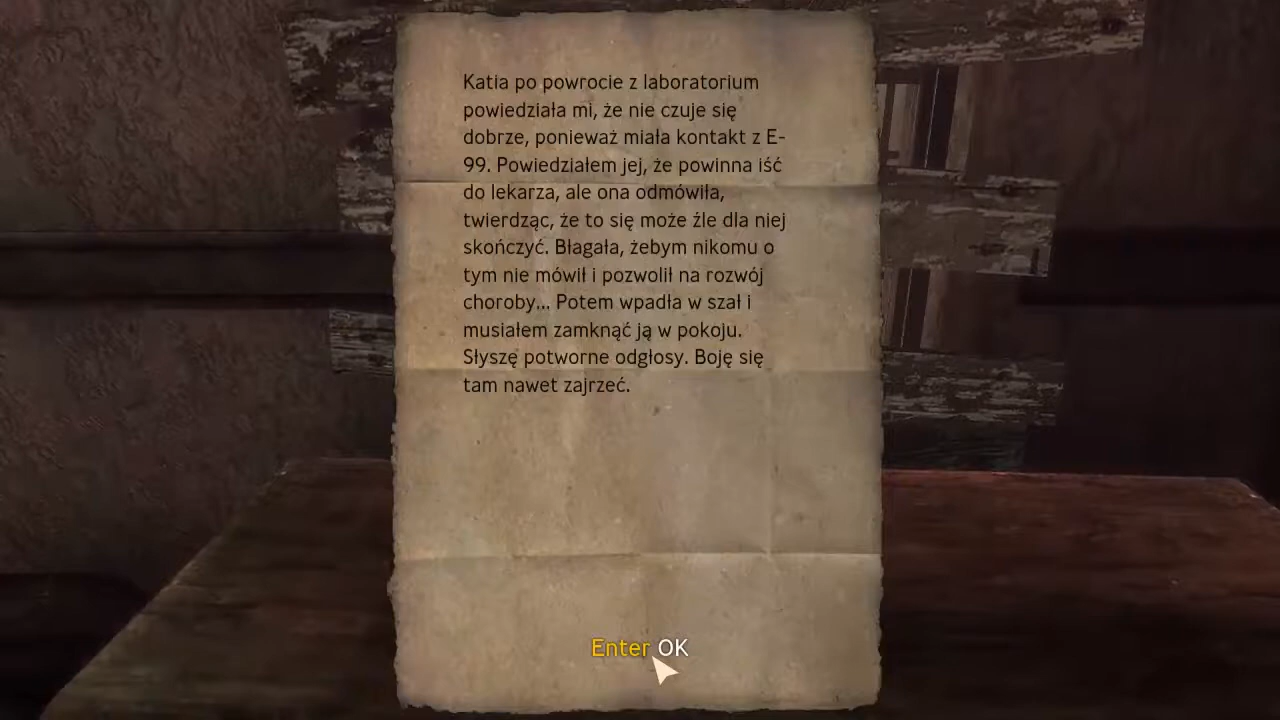 Katia po powrocie z laboratorium
powiedziała mi, że nie czuje się
dobrze, ponieważ miała kontakt z E-
99. Powiedziałem jej, że powinna iść
do lekarza, ale ona odmówiła,
twierdząc, że to się może źle dla niej
skończyć. Błagała, żebym nikomu o
tym nie mówił i pozwolił na rozwój
choroby... Potem wpadła w szał i
musiałem zamknąć ją w pokoju.
Słyszę potworne odgłosy. Boję się
tam nawet zajrzeć.
Enter OK